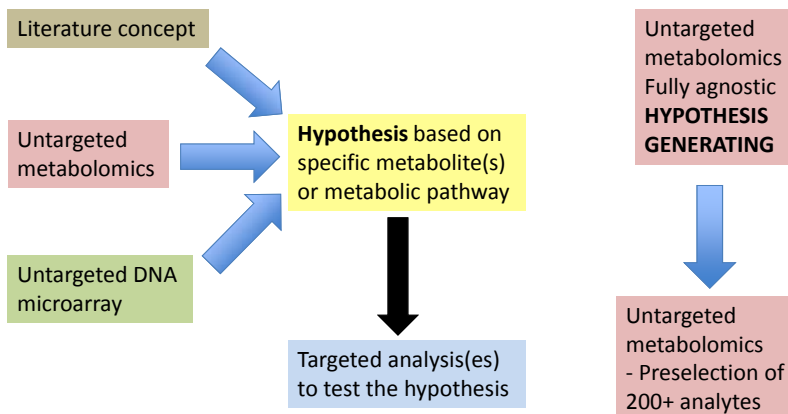 Literature concept
Untargeted
metabolomics
Untargeted DNA
microarray
Hypothesis based on
specific metabolite(s)
or metabolic pathway
Targeted analysis(es)
to test the hypothesis
Untargeted
metabolomics
Fully agnostic
HYPOTHESIS
GENERATING
Untargeted
metabolomics
- Preselection of
200+ analytes